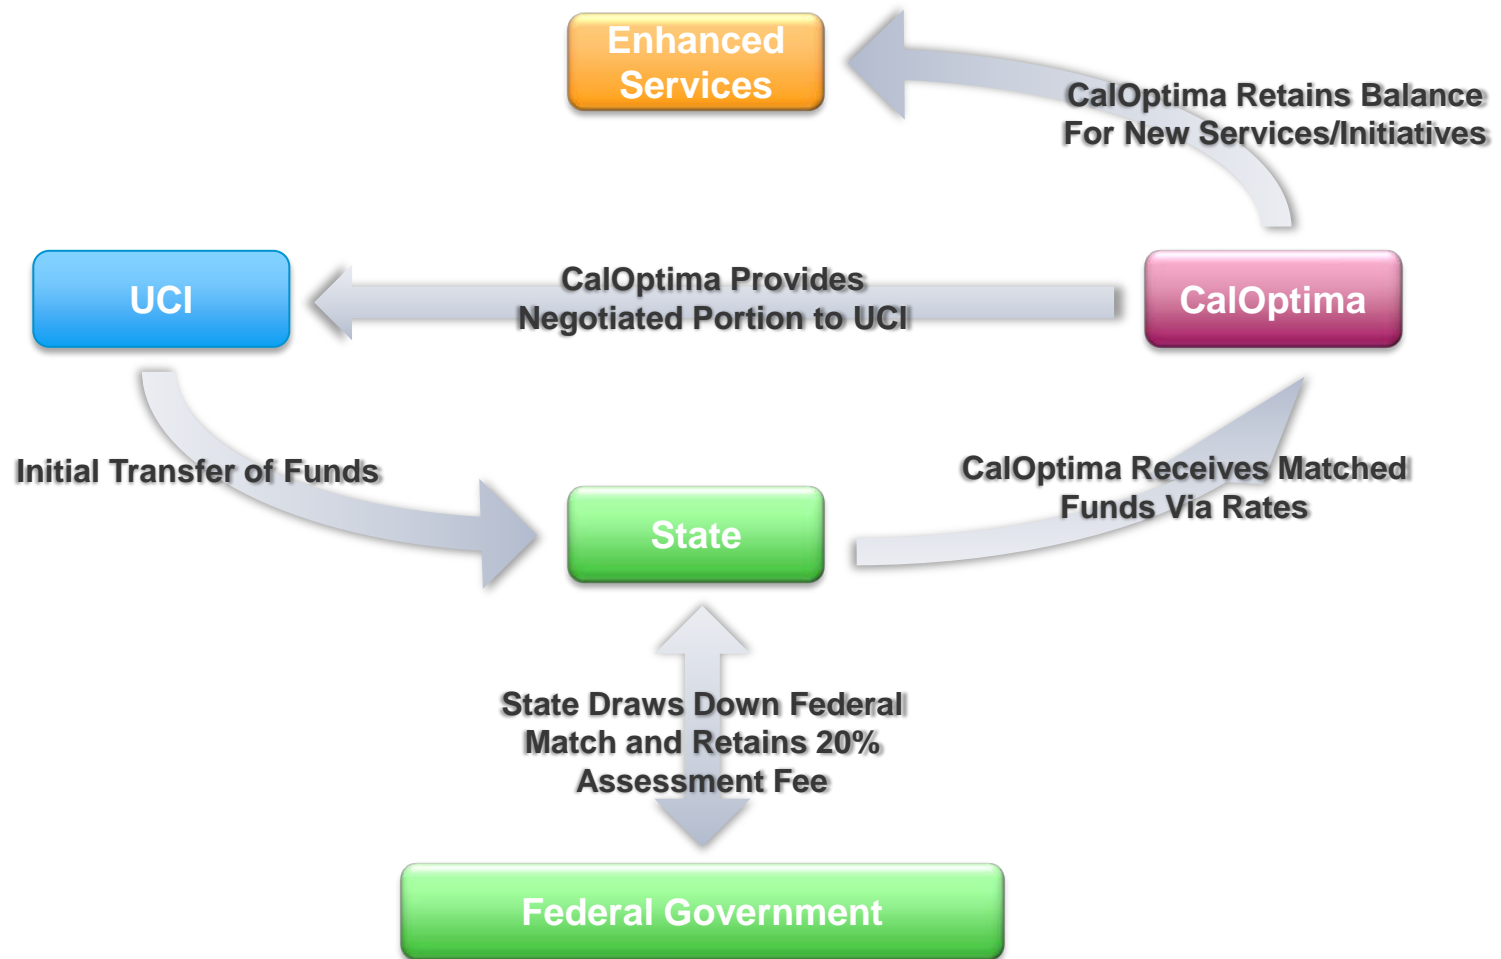 Enhanced
Services
CalOptima Retains Balance
For New Services/Initiatives
UCI
CalOptima Provides
Negotiated Portion to UCI
CalOptima
Initial Transfer of Funds
CalOptima Receives Matched
Funds Via Rates
State
State Draws Down Federal
Match and Retains 20%
Assessment Fee
Federal Government